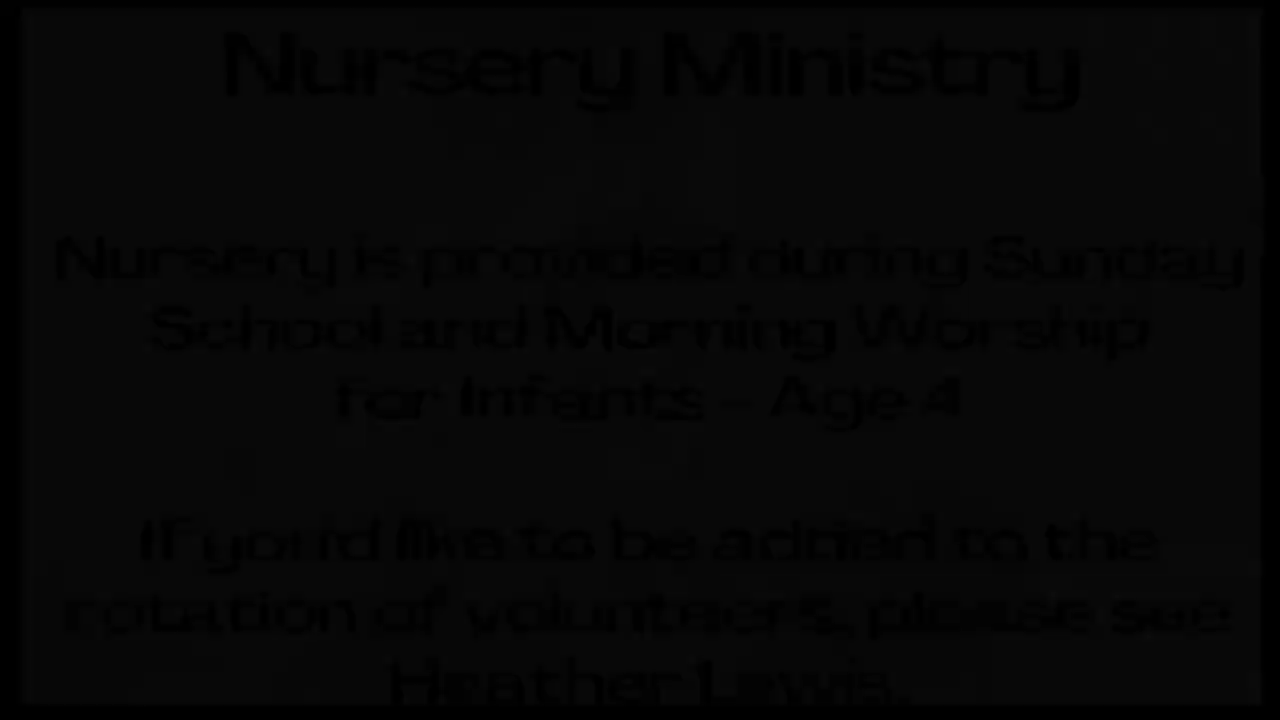 Nursery Ministry
Nursery is provided during Sunday
School and Morning Worship
for Infants - Age 4
If you'd like to be added to the
rotation of volunteers, please see
Heather Lewis.